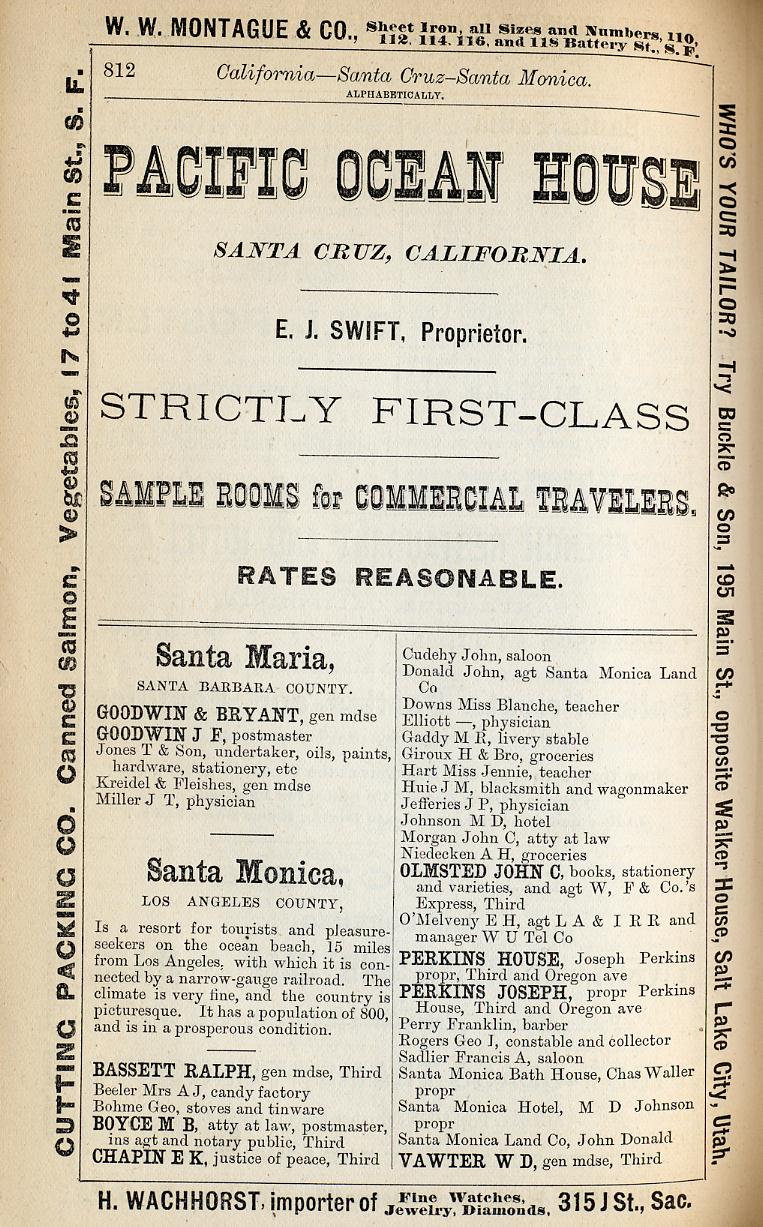 W. W. MONTAGUE & CO., Sheet Iron, all Sizes and Numbers, 110,
112, 114, 116, and 118 Battery St., S. F.
812 California—Santa Cruz–Santa Monica.
ALPHABETICALLY.
PACIFIC OCEAN HOUSE
SANTA CRUZ, CALIFORNIA.
E. J. SWIFT, Proprietor.
STRICTLY FIRST-CLASS
SAMPLE ROOMS for COMMERCIAL TRAVELERS.
RATES REASONABLE.
Santa Maria,
SANTA BARBARA COUNTY.
GOODWIN & BRYANT, gen mdse
GOODWIN J F, postmaster
Jones T & Son, undertaker, oils, paints,
hardware, stationery, etc
Kreidel & Fleishes, gen mdse
Miller J T, physician
Santa Monica,
LOS ANGELES COUNTY,
Is a resort for tourists and pleasure-
seekers on the ocean beach, 15 miles
from Los Angeles, with which it is con-
nected by a narrow-gauge railroad. The
climate is very fine, and the country is
picturesque. It has a population of 800,
and is in a prosperous condition.
BASSETT RALPH, gen mdse, Third
Beeler Mrs A J, candy factory
Bohme Geo, stoves and tinware
BOYCE M B, atty at law, postmaster,
ins agt and notary public, Third
CHAPIN E K, justice of peace, Third
Cudehy John, saloon
Donald John, agt Santa Monica Land
Co
Downs Miss Blanche, teacher
Elliott —, physician
Gaddy M R, livery stable
Giroux H & Bro, groceries
Hart Miss Jennie, teacher
Huie J M, blacksmith and wagonmaker
Jefferies J P, physician
Johnson M D, hotel
Morgan John C, atty at law
Niedecken A H, groceries
OLMSTED JOHN C, books, stationery
and varieties, and agt W, F & Co.'s
Express, Third
O'Melveny E H, agt L A & I R R and
manager W U Tel Co
PERKINS HOUSE, Joseph Perkins
propr, Third and Oregon ave
PERKINS JOSEPH, propr Perkins
House, Third and Oregon ave
Perry Franklin, barber
Rogers Geo I, constable and collector
Sadlier Francis A, saloon
Santa Monica Bath House, Chas Waller
propr
Santa Monica Hotel, M D Johnson
propr
Santa Monica Land Co, John Donald
VAWTER W D, gen mdse, Third
CUTTING PACKING CO. Canned Salmon, Vegetables, 17 to 41 Main St., S. F.
WHO'S YOUR TAILOR? Try Buckle & Son, 195 Main St., opposite Walker House, Salt Lake City, Utah.
H. WACHHORST, importer of Fine Watches,
Jewelry, Diamonds, 315 J St., Sac.